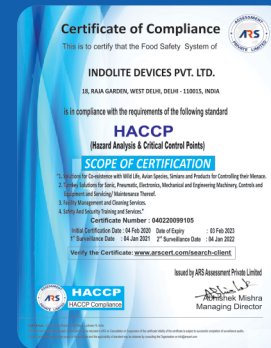 Certificate of Compliance
ASSESSMENT
ARS
PRIVATE LIMITED
This is to certify that the Food Safety System of
INDOLITE DEVICES PVT. LTD.
18, RAJA GARDEN, WEST DELHI, DELHI - 110015, INDIA
is in compliance with the requirements of the following standard
HACCP
(Hazard Analysis & Critical Control Points)
SCOPE OF CERTIFICATION
"1. Solutions for Co-existence with Wild Life, Avian Species, Simians and Products for Controlling their Menace.
2. Turnkey Solutions for Sonic, Pneumatic, Electronics, Mechanical and Engineering Machinery, Controls and
Equipment and Servicing/ Maintenance Thereof.
3. Facility Management and Cleaning Services.
4. Safety And Security Training and Services."
Certificate Number : 040220099105
Initial Certification Date : 04 Feb 2020 Date of Expiry : 03 Feb 2023
1st Surveillance Date : 04 Jan 2021 2nd Surveillance Date : 04 Jan 2022
Verify the Certificate: www.arscert.com/search-client
Issued by ARS Assessment Private Limited
ARS
HACCP
HACCP Compliance
Abhishek Mishra
Managing Director